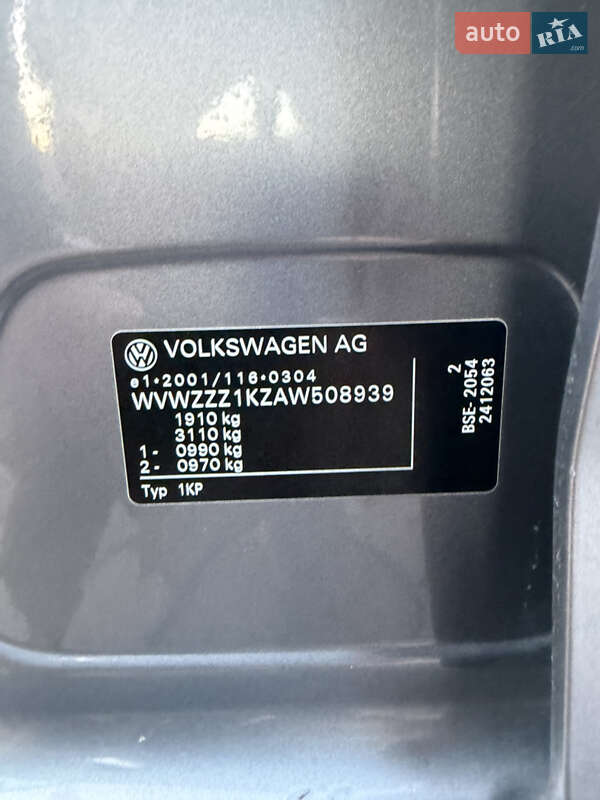 auto RIA
.com
VOLKSWAGEN AG
e1*2001/116*0304
WVWZZZ1KZAW508939
1910 kg
3110 kg
1- 0990 kg
2- 0970 kg
Typ 1KP
2
BSE- 2054
2412063